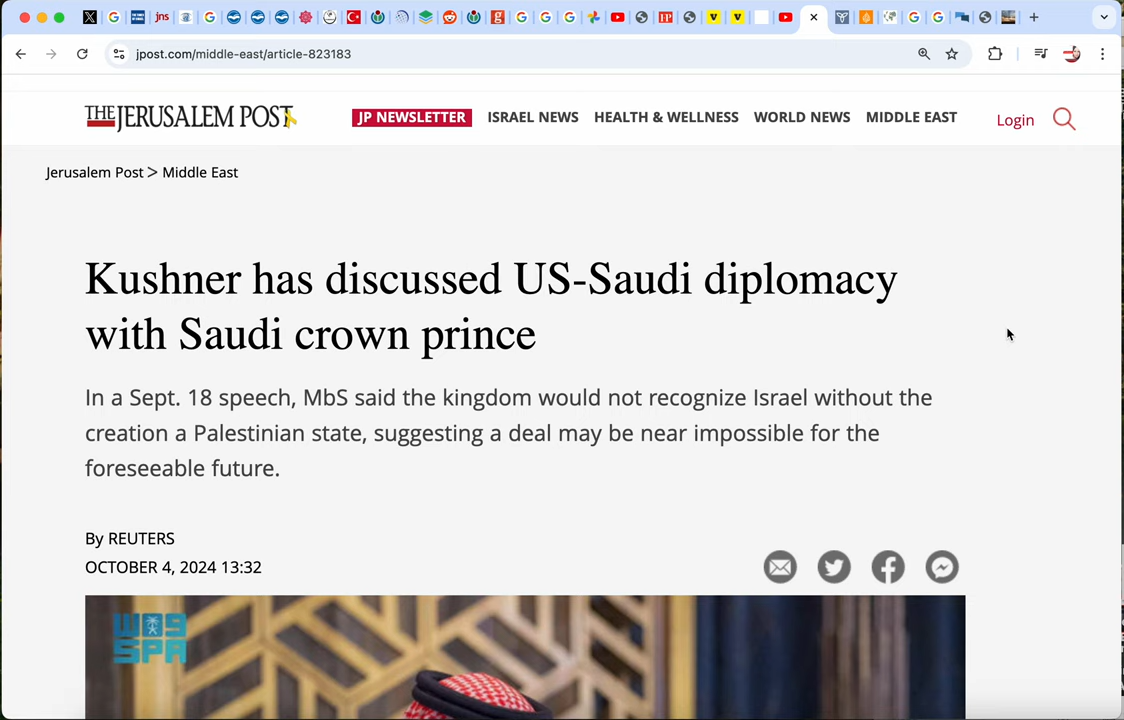 jns
FP
jpost.com/middle-east/article-823183
THE JERUSALEM POST
JP NEWSLETTER ISRAEL NEWS HEALTH & WELLNESS WORLD NEWS MIDDLE EAST Login
Jerusalem Post > Middle East
Kushner has discussed US-Saudi diplomacy
with Saudi crown prince
In a Sept. 18 speech, MbS said the kingdom would not recognize Israel without the
creation a Palestinian state, suggesting a deal may be near impossible for the
foreseeable future.
By REUTERS
OCTOBER 4, 2024 13:32
واس
SPA